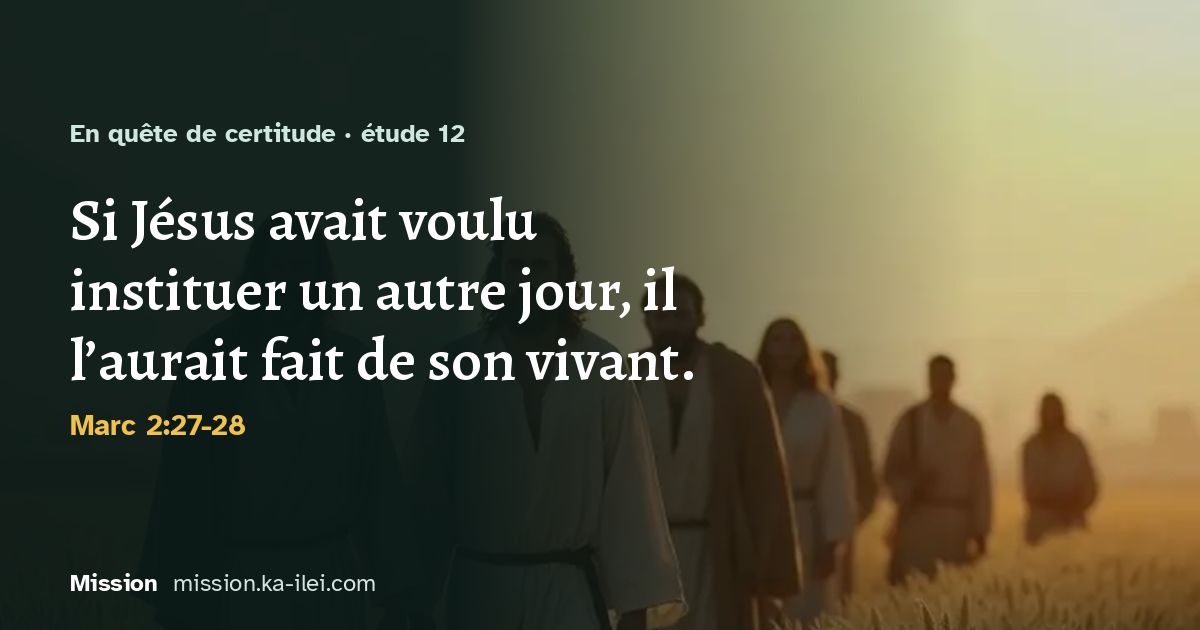 En quête de certitude · étude 12
Si Jésus avait voulu
instituer un autre jour, il
l’aurait fait de son vivant.
Marc 2:27-28
Mission mission.ka-ilei.com